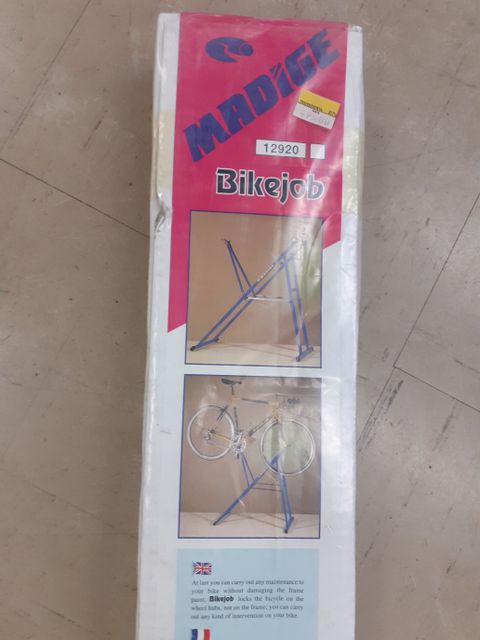 MADIGE
12920
Bikejob
At last you can carry out any maintenance to
your bike without damaging the frame
paint; Bikejob locks the bicycle on the
wheel hubs, not on the frame; you can carry
out any kind of intervention on your bike.